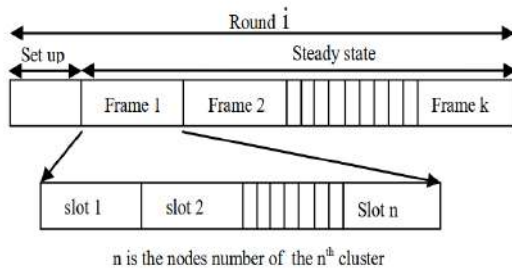 Round i
Set up Steady state
Frame 1 Frame 2 Frame k
slot 1 slot 2 Slot n
n is the nodes number of the nth cluster